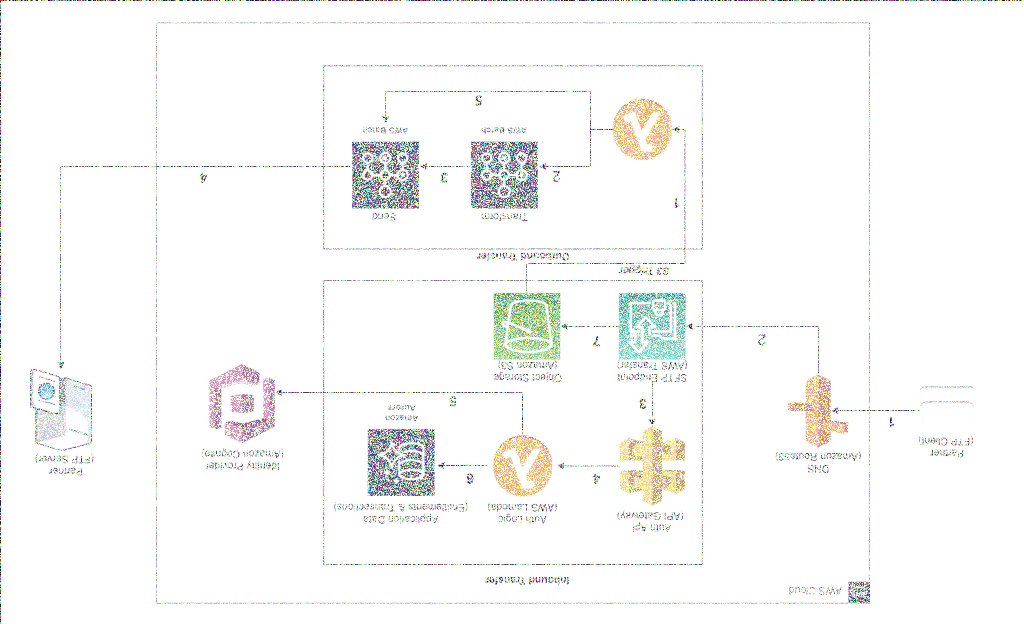 AWS Cloud
Inbound Transfer
Auth Api
(API Gateway)
Auth Logic
(AWS Lamda)
Application Data
(Entitlements & Transactions)
4
6
Partner
(FTP Client)
DNS
(Amazon Route53)
Identity Provider
(Amazon Cognito)
Partner
(FTP Server)
1
Amazon
Aurora
3
5
SFTP Endpoint
(AWS Transfer)
Object Storage
(Amazon S3)
2
7
S3 Trigger
Outbound Transfer
Transform
Send
1
2
3
4
AWS Batch
AWS Batch
5